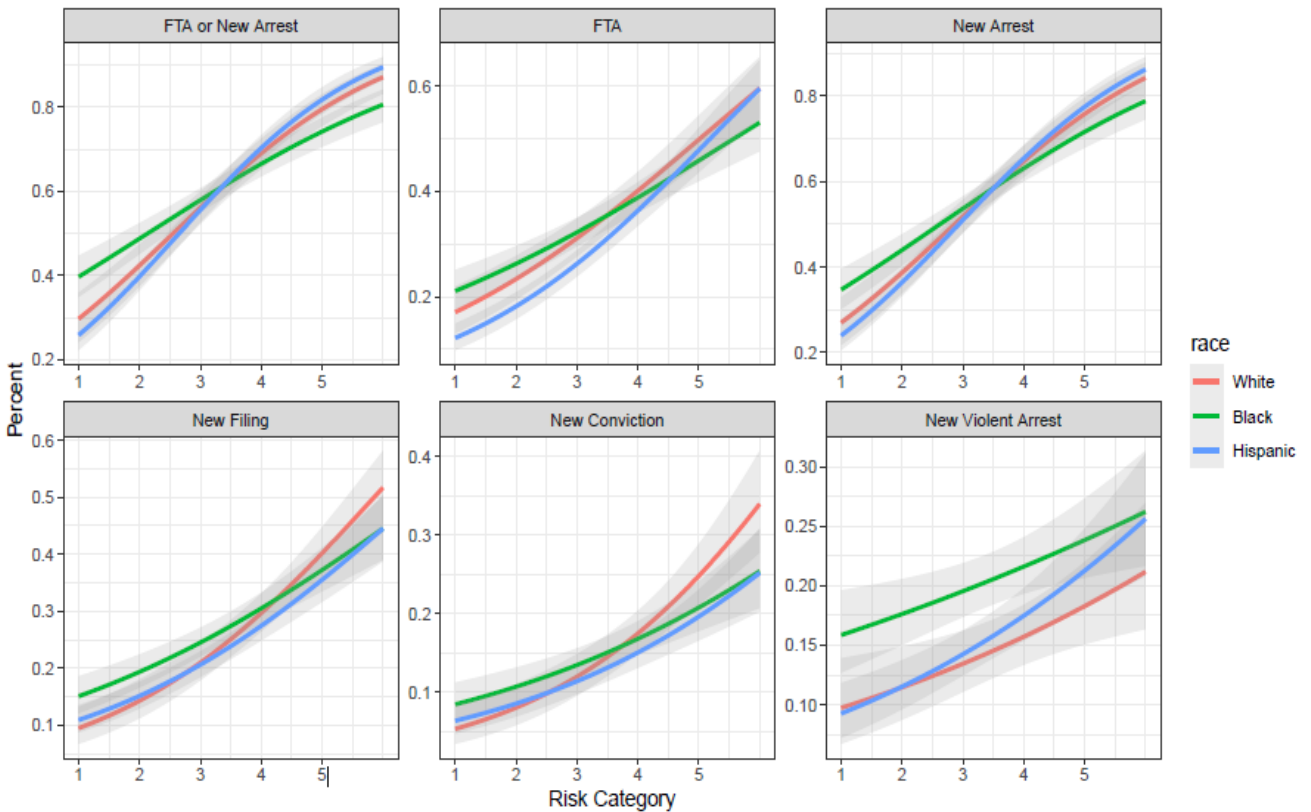 FTA or New Arrest
FTA
New Arrest
0.8
0.6
0.4
0.2
0.6
0.4
0.2
0.8
0.6
0.4
0.2
1 2 3 4 5
1 2 3 4 5
1 2 3 4 5
New Filing
New Conviction
New Violent Arrest
0.6
0.5
0.4
0.3
0.2
0.1
0.4
0.3
0.2
0.1
0.30
0.25
0.20
0.15
0.10
1 2 3 4 5
1 2 3 4 5
1 2 3 4 5
Percent
Risk Category
race
White
Black
Hispanic